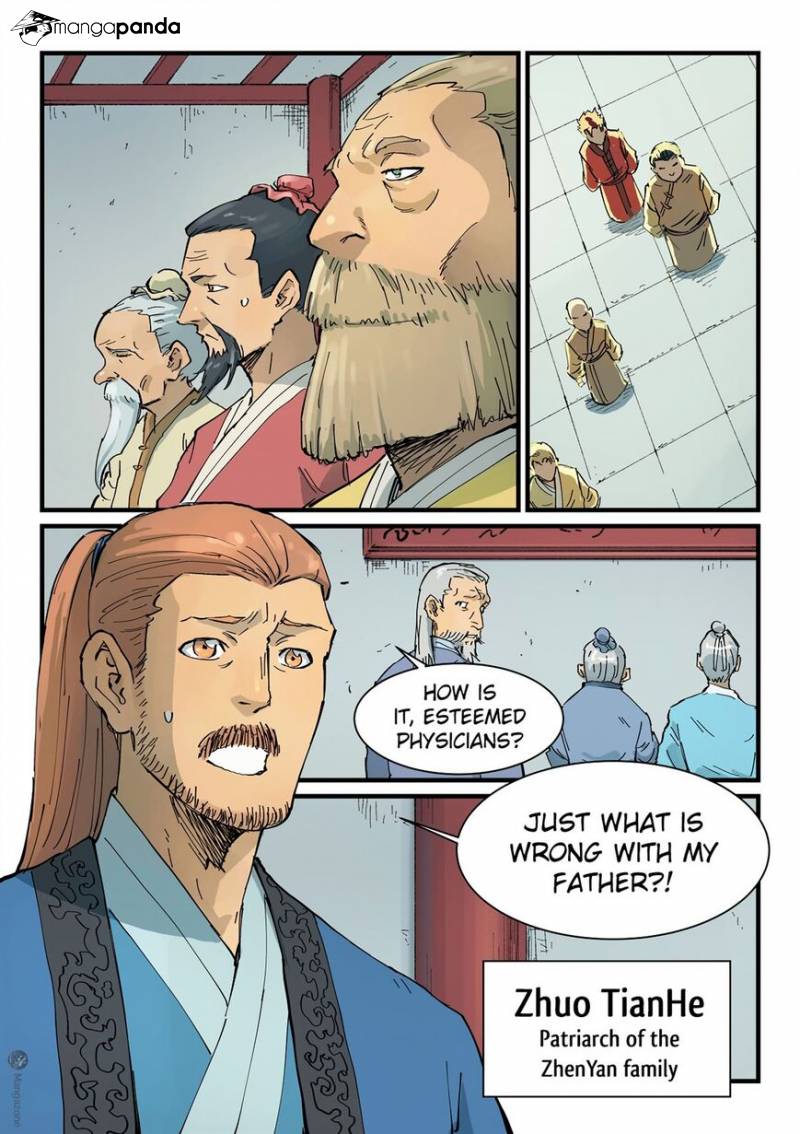 mangapanda
HOW IS
IT, ESTEEMED
PHYSICIANS?
JUST WHAT IS
WRONG WITH MY
FATHER?!
Zhuo TianHe
Patriarch of the
ZhenYan family
Mangazone